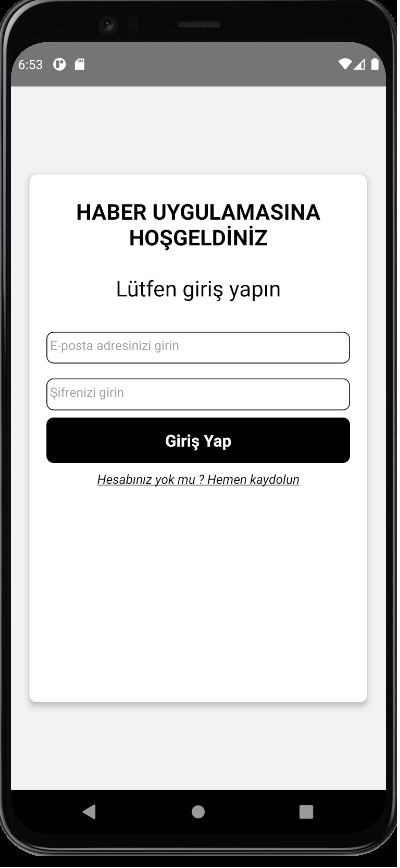 6:53
HABER UYGULAMASINA
HOŞGELDİNİZ
Lütfen giriş yapın
E-posta adresinizi girin
Şifrenizi girin
Giriş Yap
Hesabınız yok mu ? Hemen kaydolun